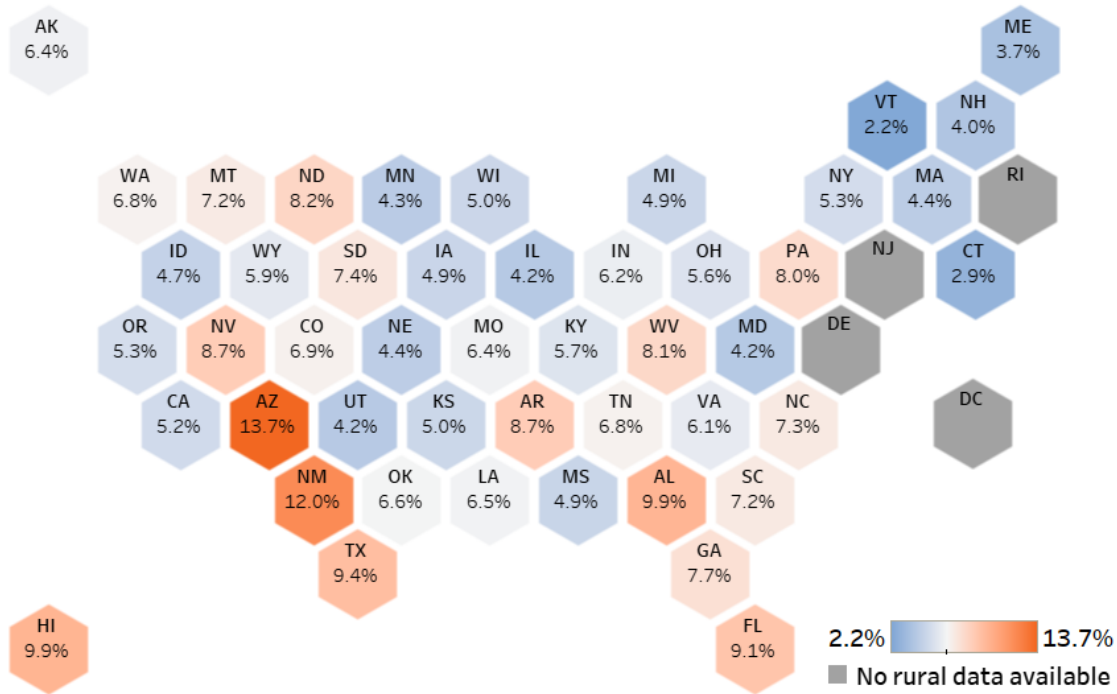 AK
6.4%
ME
3.7%
VT
2.2%
NH
4.0%
WA
6.8%
MT
7.2%
ND
8.2%
MN
4.3%
WI
5.0%
MI
4.9%
NY
5.3%
MA
4.4%
RI
ID
4.7%
WY
5.9%
SD
7.4%
IA
4.9%
IL
4.2%
IN
6.2%
OH
5.6%
PA
8.0%
NJ
CT
2.9%
OR
5.3%
NV
8.7%
CO
6.9%
NE
4.4%
MO
6.4%
KY
5.7%
WV
8.1%
MD
4.2%
DE
CA
5.2%
AZ
13.7%
UT
4.2%
KS
5.0%
AR
8.7%
TN
6.8%
VA
6.1%
NC
7.3%
DC
NM
12.0%
OK
6.6%
LA
6.5%
MS
4.9%
AL
9.9%
SC
7.2%
TX
9.4%
GA
7.7%
HI
9.9%
FL
9.1%
2.2% 13.7%
No rural data available